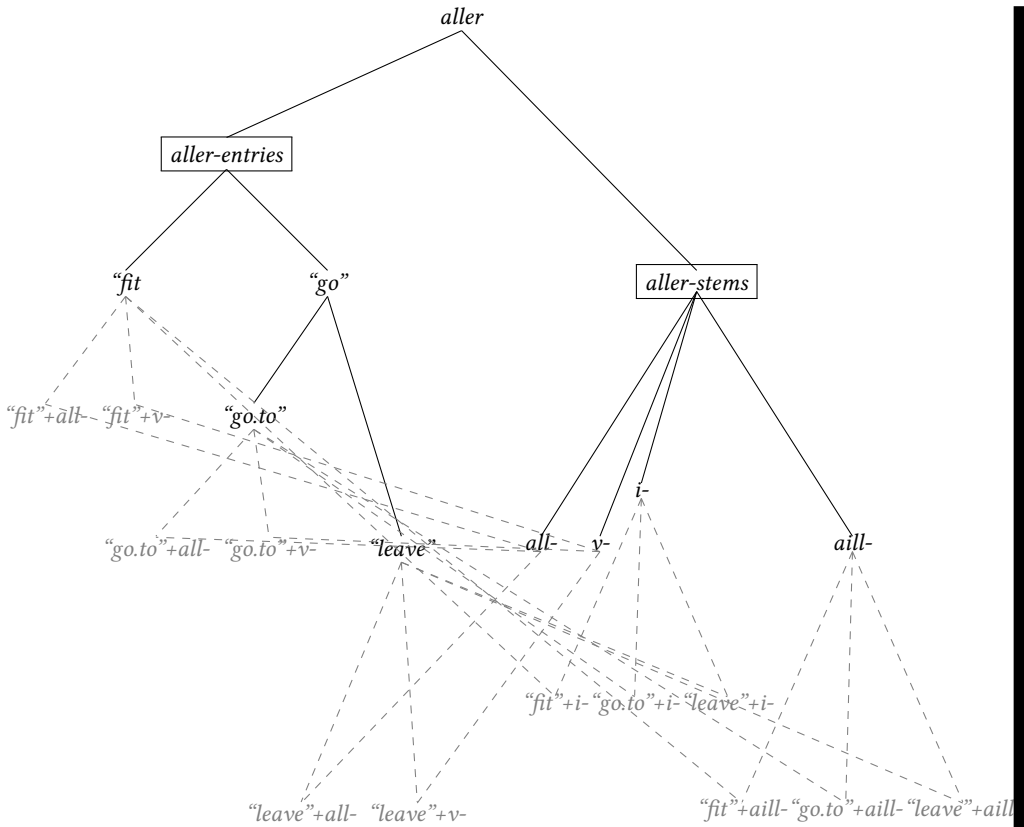 aller
aller-entries
“fit
“go”
aller-stems
“fit”+all-
“fit”+v-
“go.to”
i-
“go.to”+all-
“go.to”+v-
“leave”
all-
v-
aill-
“fit”+i-
“go.to”+i-
“leave”+i-
“leave”+all-
“leave”+v-
“fit”+aill-
“go.to”+aill-
“leave”+aill